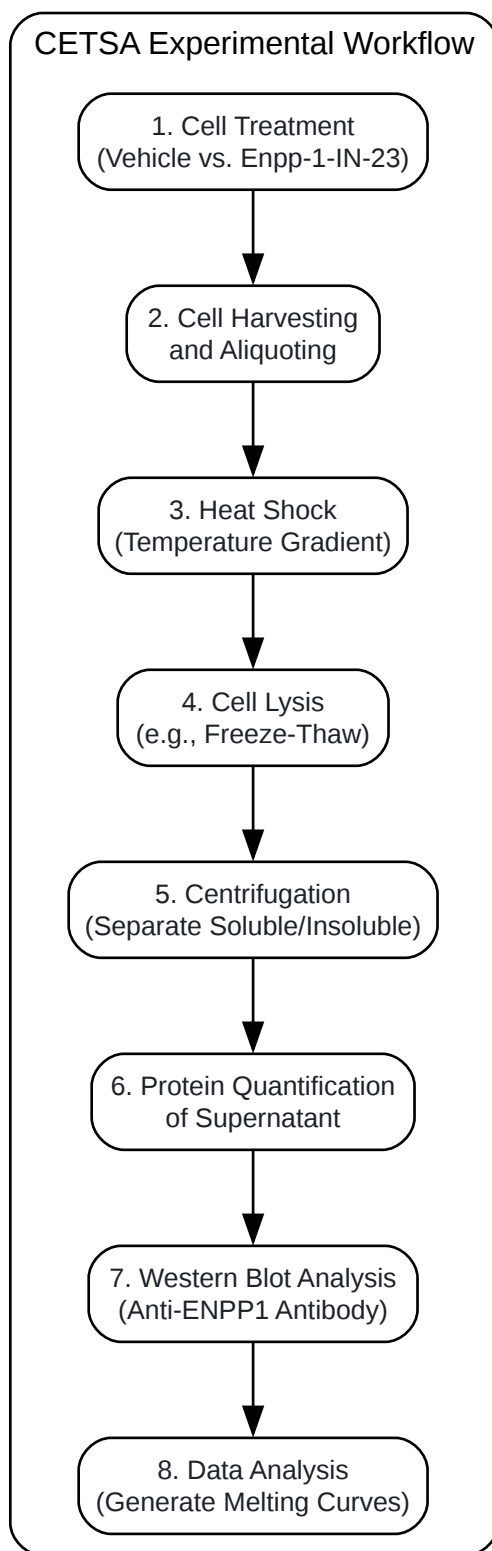 CETSA Experimental Workflow
1. Cell Treatment
(Vehicle vs. Enpp-1-IN-23)
2. Cell Harvesting
and Aliquoting
3. Heat Shock
(Temperature Gradient)
4. Cell Lysis
(e.g., Freeze-Thaw)
5. Centrifugation
(Separate Soluble/Insoluble)
6. Protein Quantification
of Supernatant
7. Western Blot Analysis
(Anti-ENPP1 Antibody)
8. Data Analysis
(Generate Melting Curves)